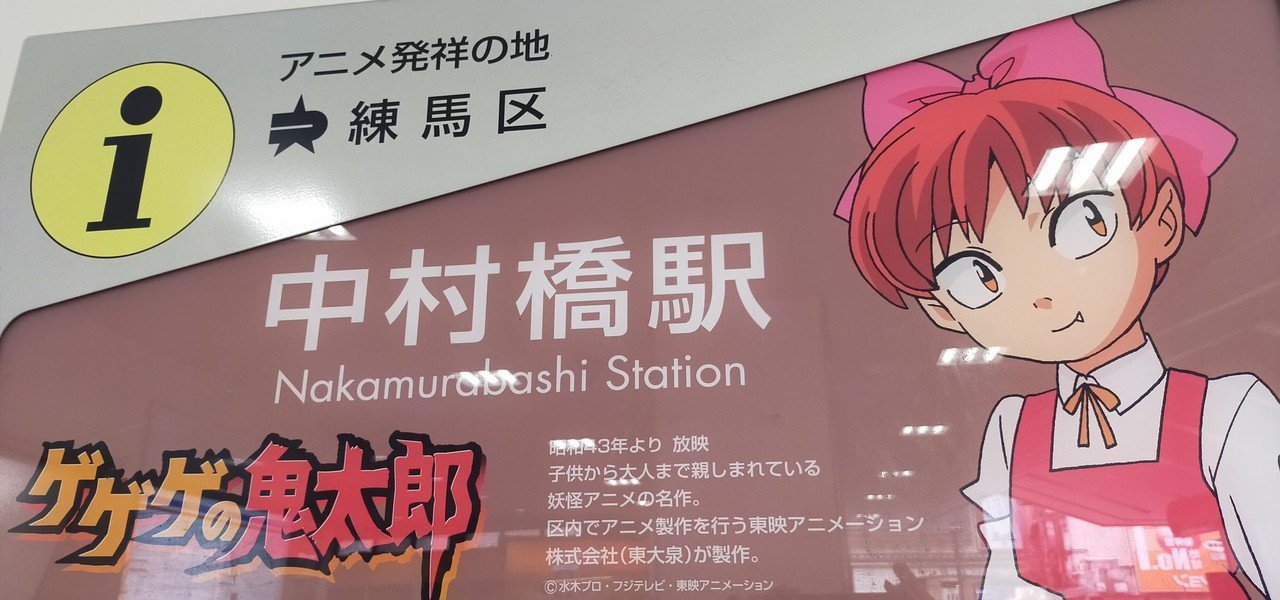 i
アニメ発祥の地
練馬区
中村橋駅
Nakamurabashi Station
ゲゲゲの鬼太郎
昭和43年より 放映
子供から大人まで親しまれている
妖怪アニメの名作。
区内でアニメ製作を行う東映アニメーション
株式会社(東大泉)が製作。
©水木プロ・フジテレビ・東映アニメーション